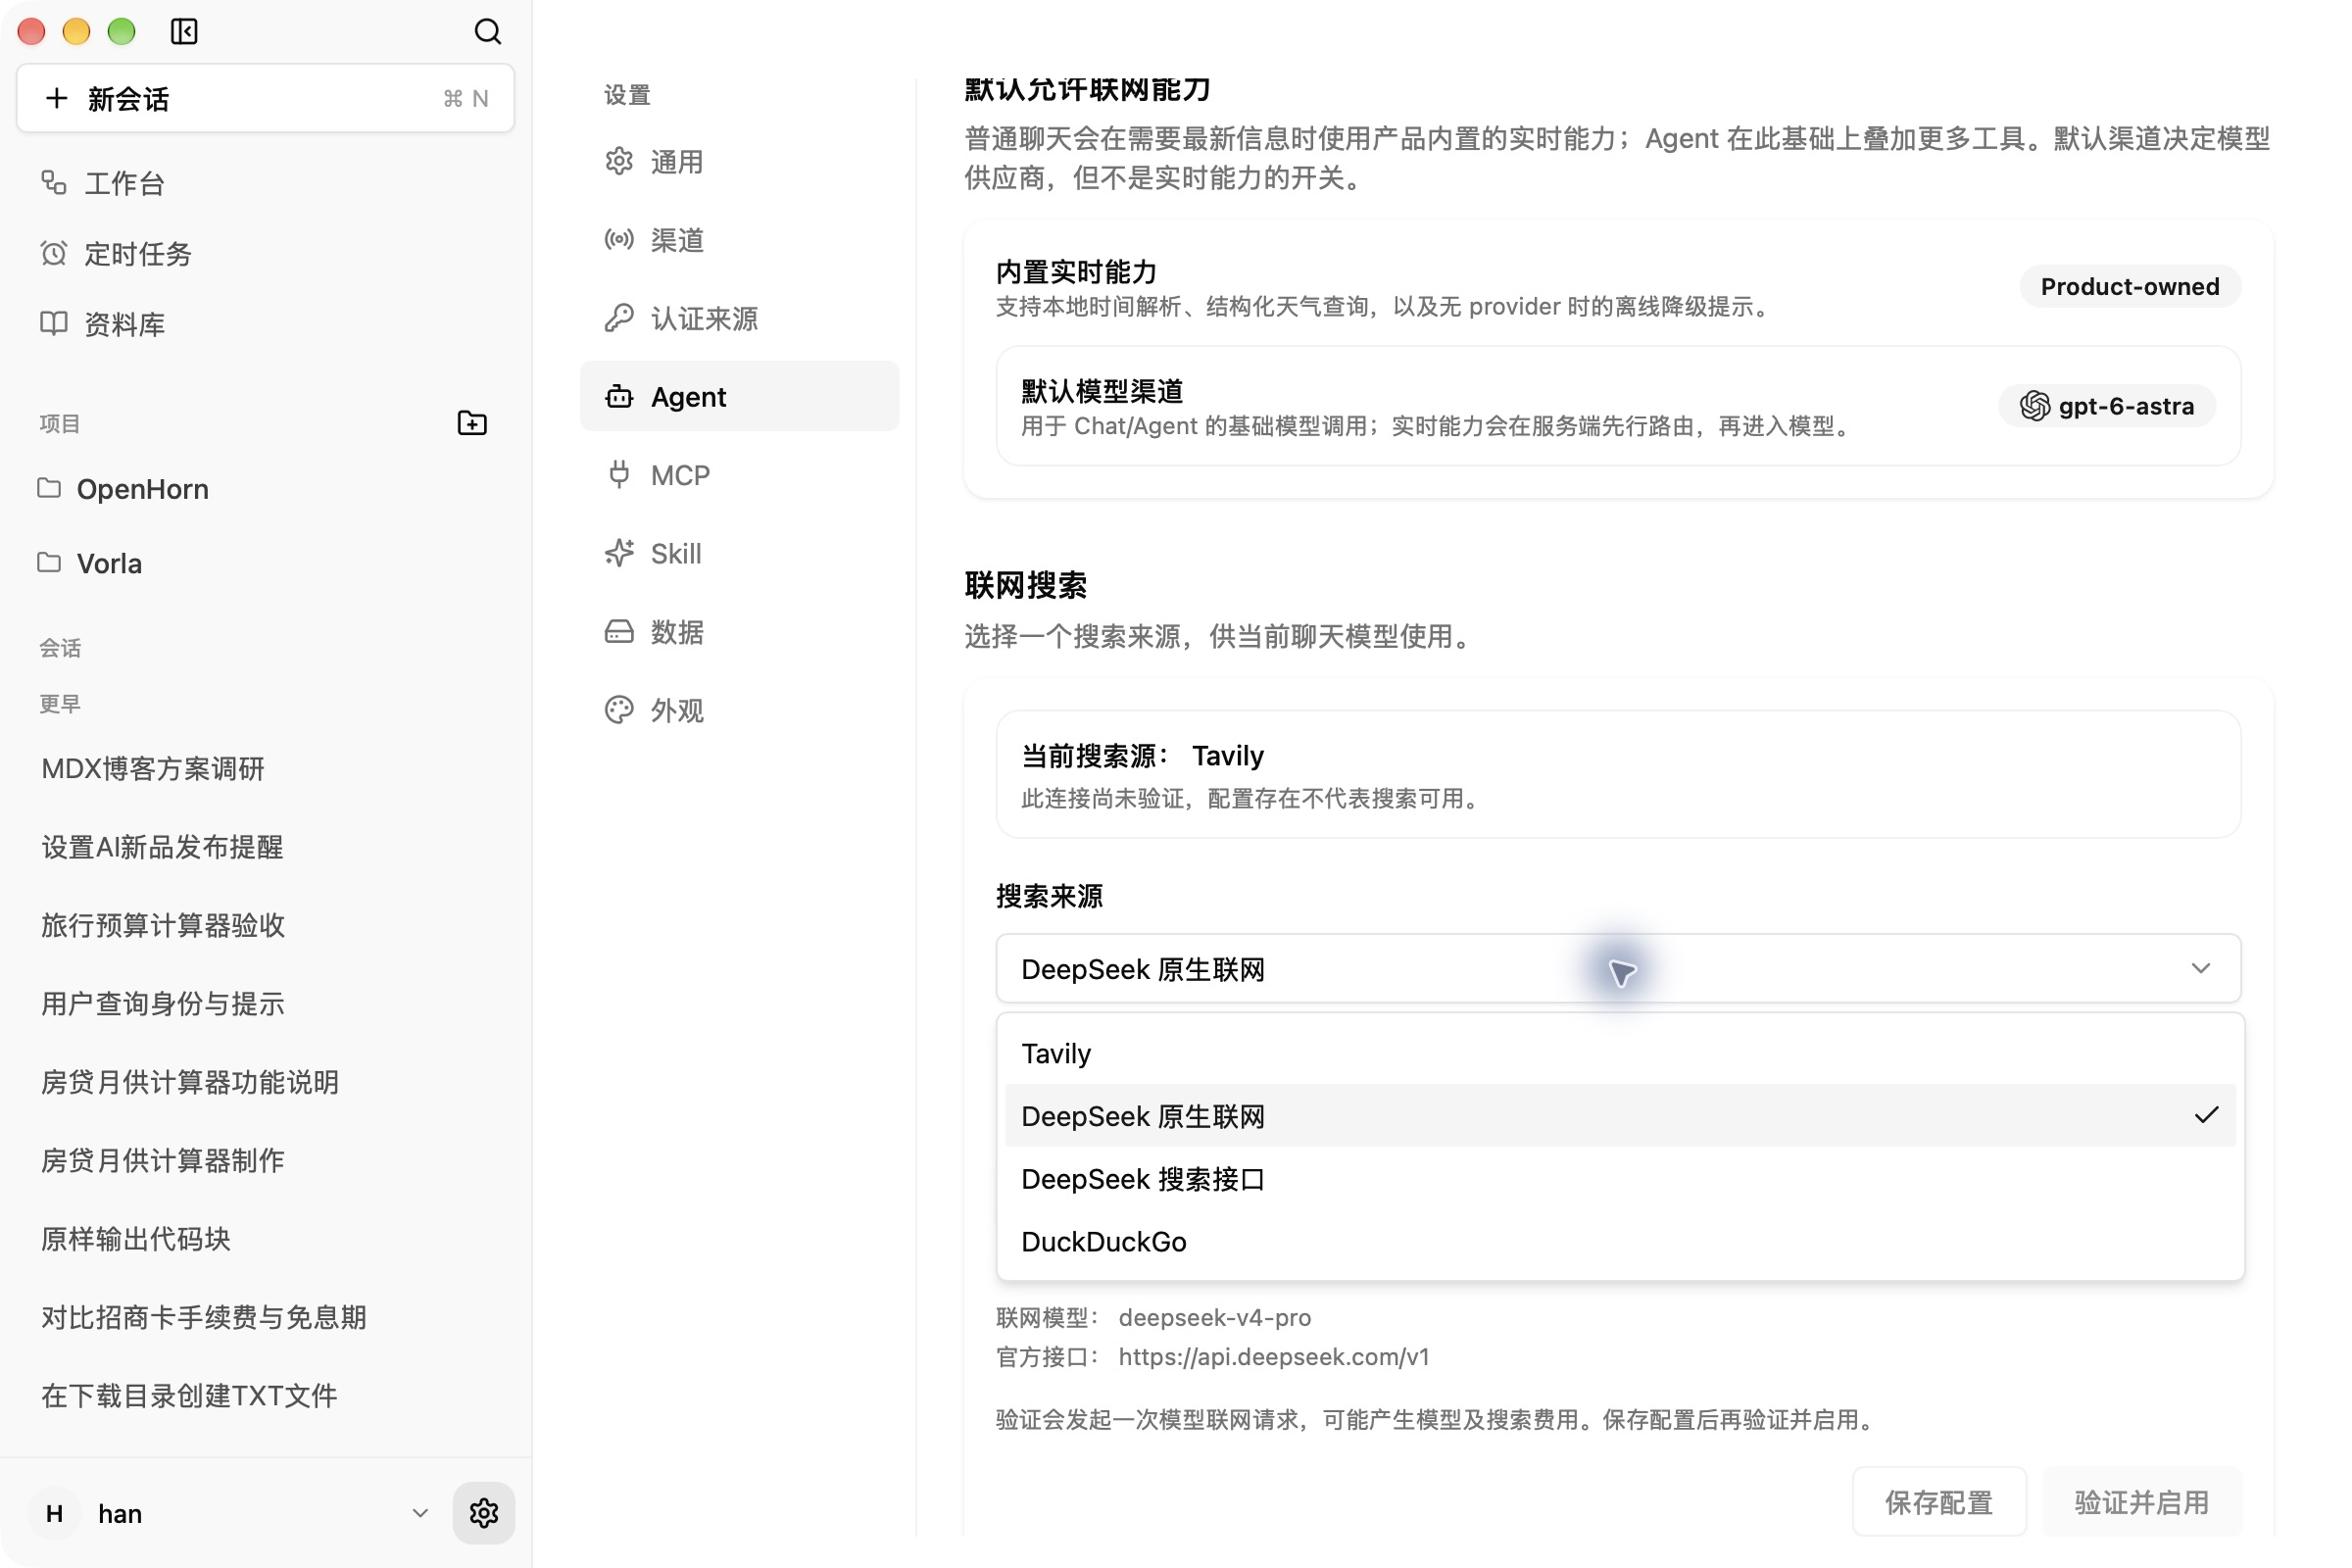 新会话
⌘ N
工作台
定时任务
资料库
项目
OpenHorn
Vorla
会话
更早
MDX博客方案调研
设置AI新品发布提醒
旅行预算计算器验收
用户查询身份与提示
房贷月供计算器功能说明
房贷月供计算器制作
原样输出代码块
对比招商卡手续费与免息期
在下载目录创建TXT文件
H
han
设置
通用
渠道
认证来源
Agent
MCP
Skill
数据
外观
默认允许联网能力
普通聊天会在需要最新信息时使用产品内置的实时能力；Agent 在此基础上叠加更多工具。默认渠道决定模型
供应商，但不是实时能力的开关。
内置实时能力
支持本地时间解析、结构化天气查询，以及无 provider 时的离线降级提示。
Product-owned
默认模型渠道
用于 Chat/Agent 的基础模型调用；实时能力会在服务端先行路由，再进入模型。
gpt-6-astra
联网搜索
选择一个搜索来源，供当前聊天模型使用。
当前搜索源： Tavily
此连接尚未验证，配置存在不代表搜索可用。
搜索来源
DeepSeek 原生联网
Tavily
DeepSeek 原生联网
DeepSeek 搜索接口
DuckDuckGo
联网模型： deepseek-v4-pro
官方接口： https://api.deepseek.com/v1
验证会发起一次模型联网请求，可能产生模型及搜索费用。保存配置后再验证并启用。
保存配置
验证并启用